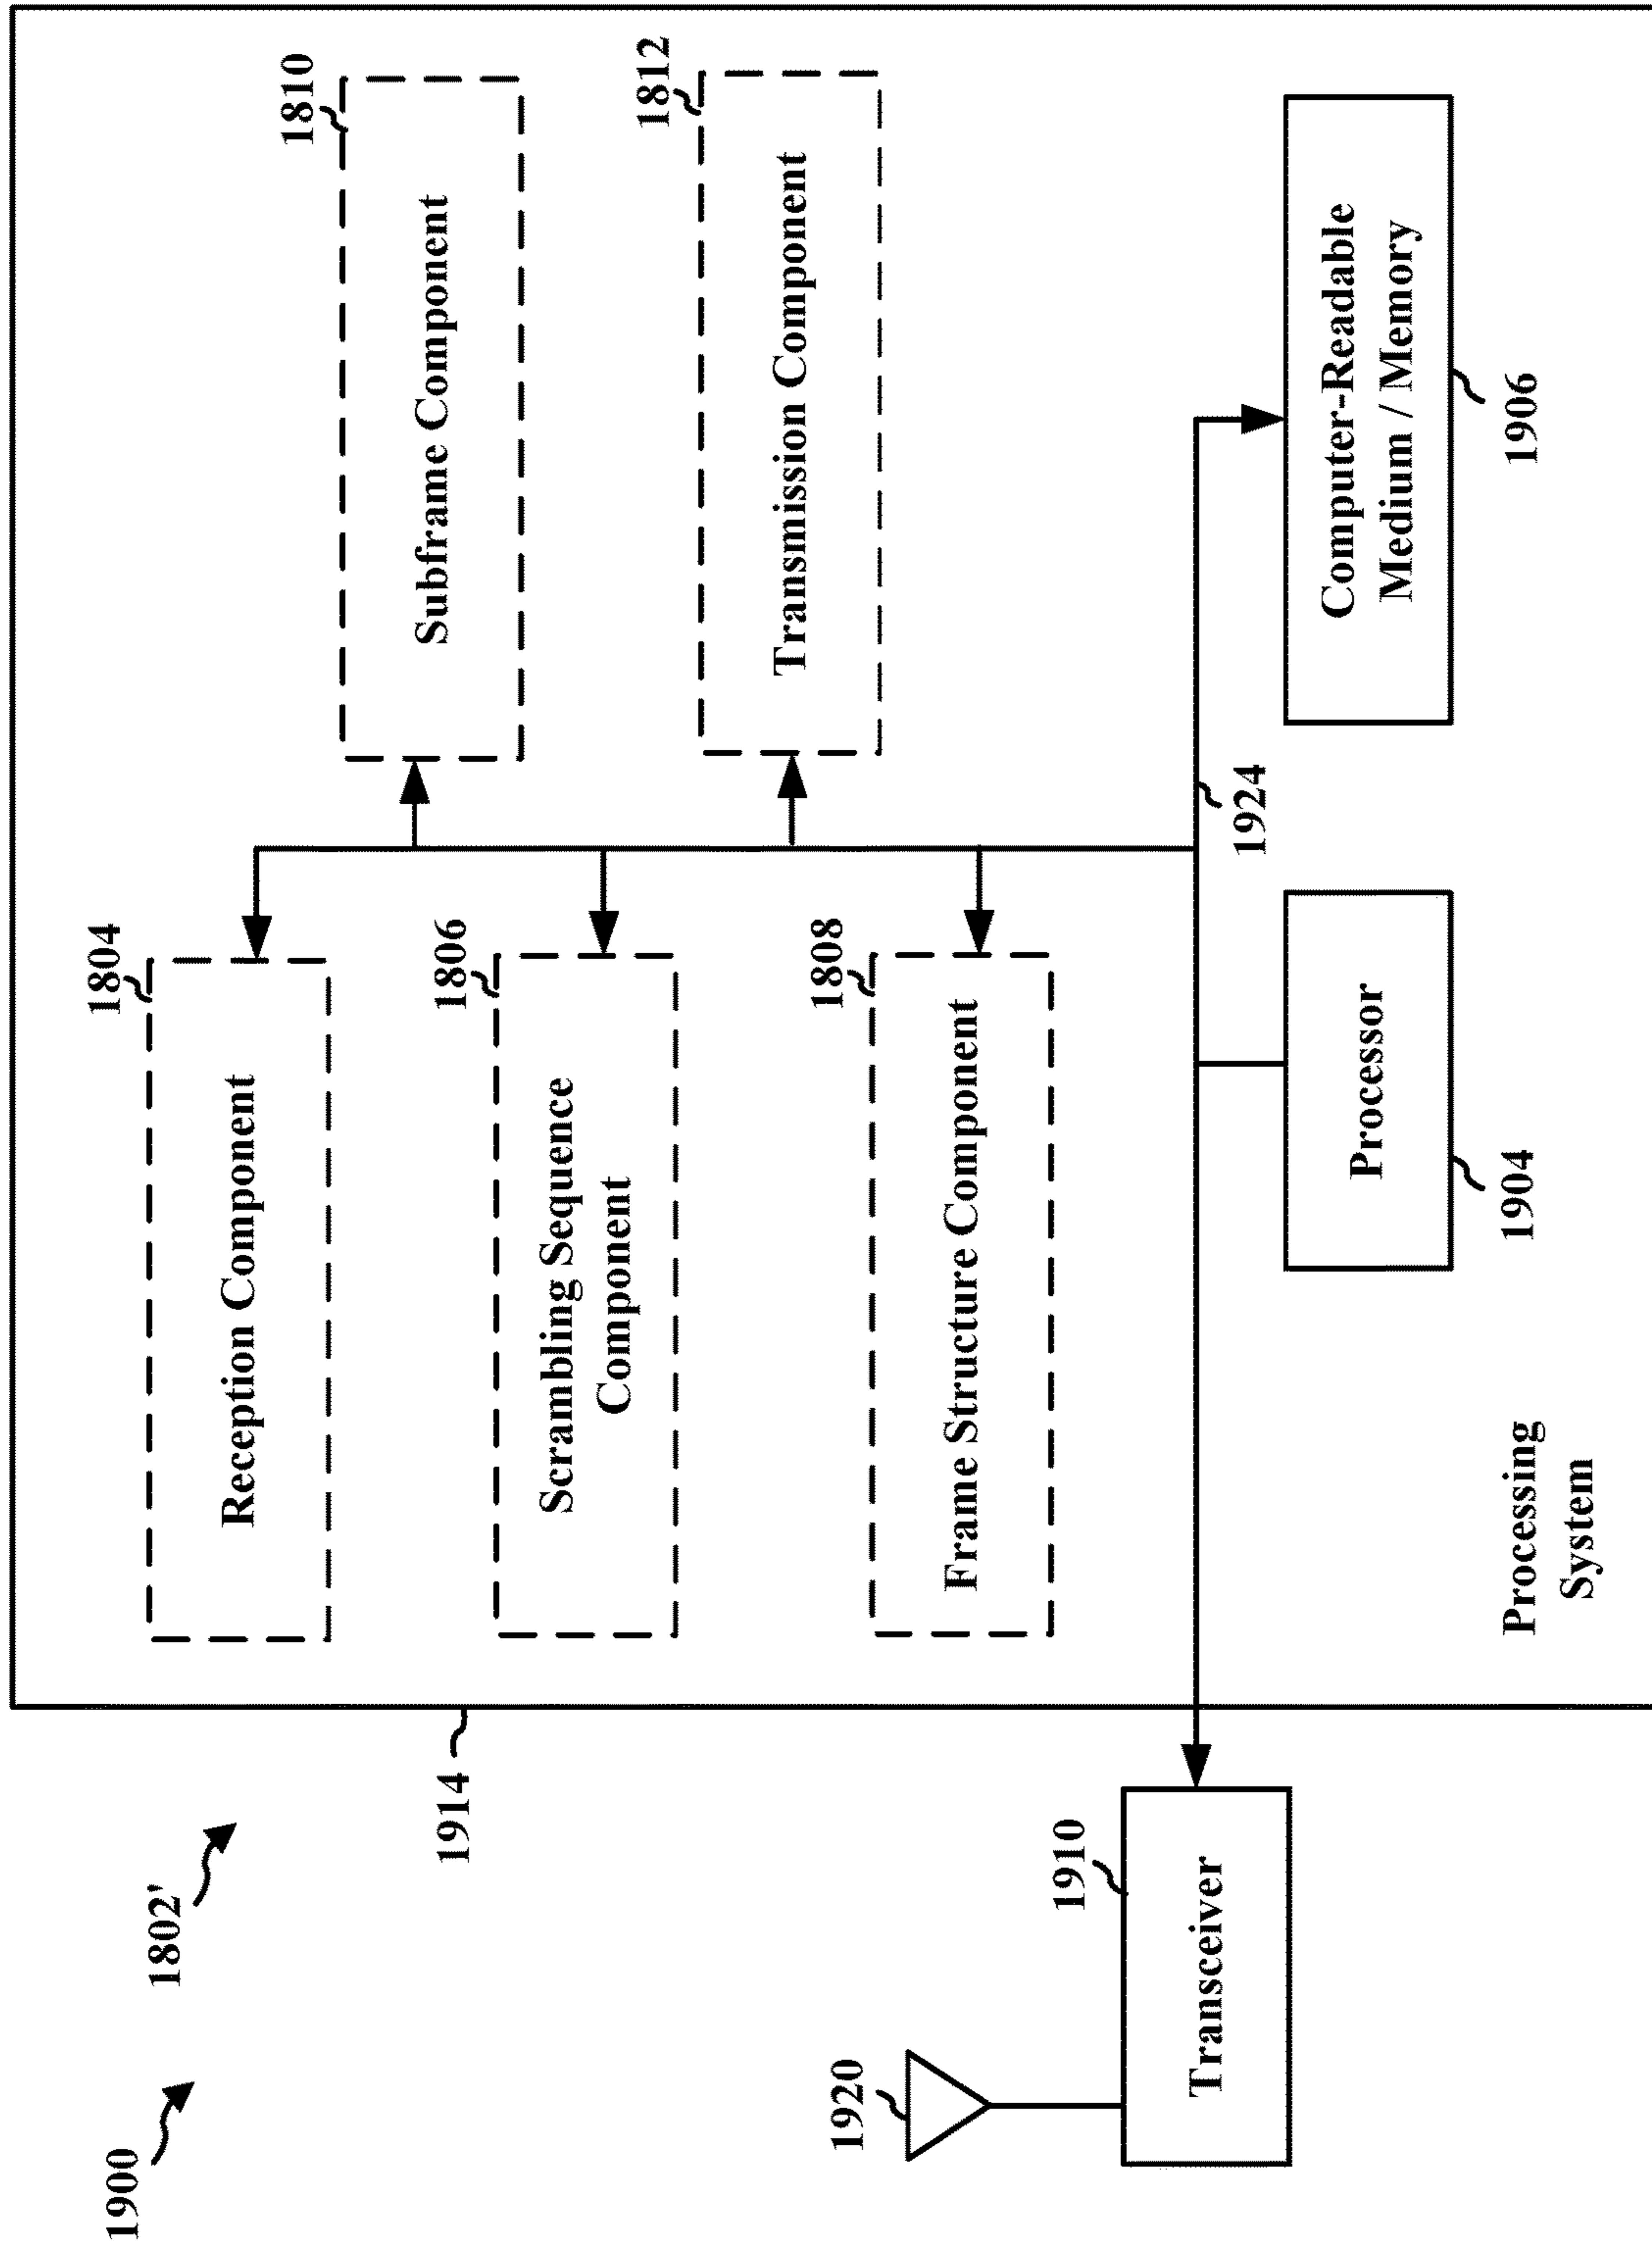 1900
1802'
1914
1804
Reception Component
1810
Subframe Component
1806
Scrambling Sequence
Component
1812
Transmission Component
1808
Frame Structure Component
1920
1910
Transceiver
1924
Processor
1904
Computer-Readable
Medium / Memory
1906
Processing
System